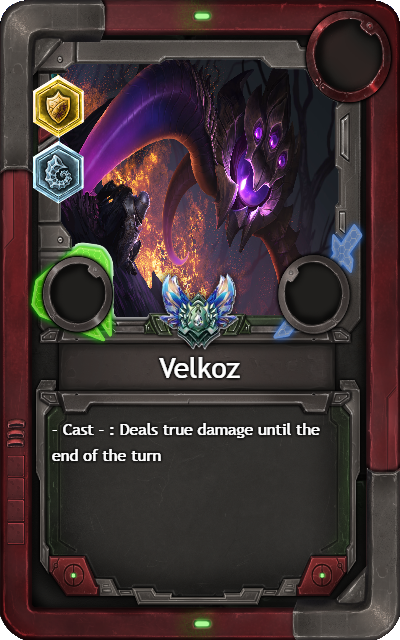 Velkoz
- Cast - : Deals true damage until the
end of the turn